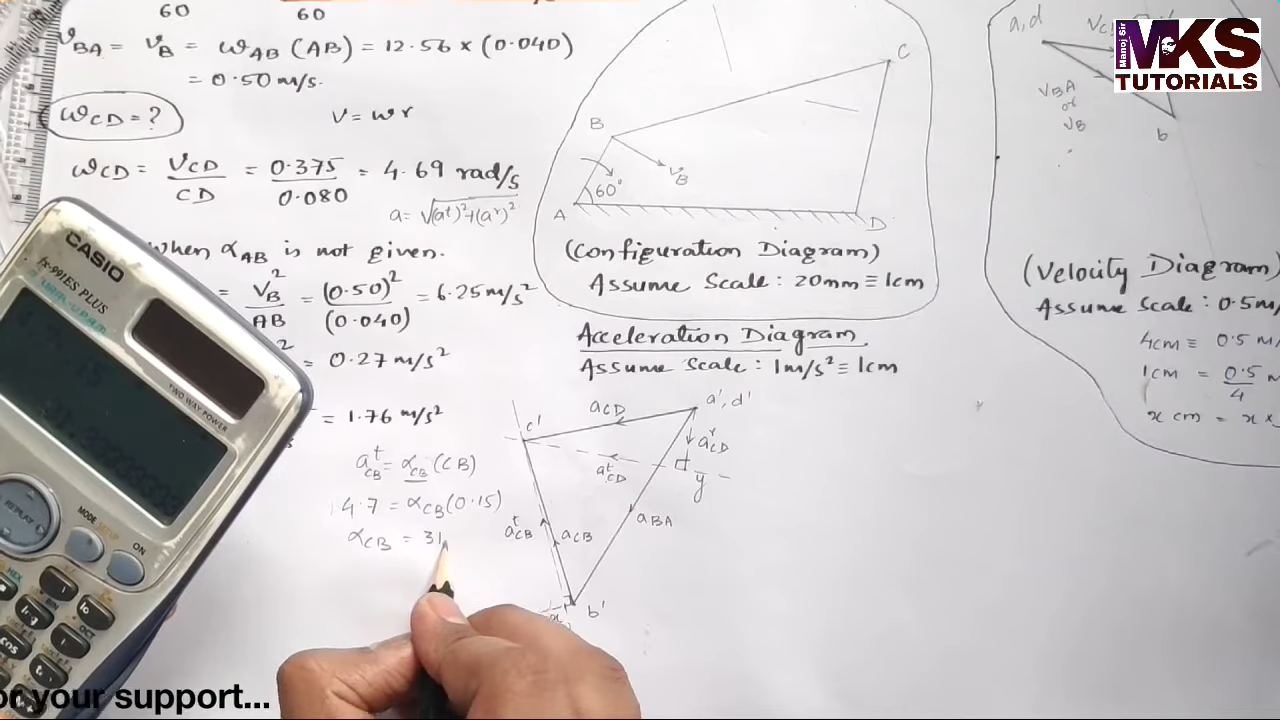 60 60
VBA = VB = ωAB (AB) = 12.56 × (0.040)
= 0.50 m/s.
ωCD = ?
V = ω r
ωCD = VCD/CD = 0.375/0.080 = 4.69 rad/s
a = √(aᵗ)²+(aʳ)²
When αAB is not given.
= VB²/AB = (0.50)²/(0.040) = 6.25 m/s²
= 0.27 m/s²
= 1.76 m/s²
aᵗCB = αCB (CB)
4.7 = αCB (0.15)
αCB = 31
A
B
C
D
60°
VB
(Configuration Diagram)
Assume Scale : 20mm ≡ 1cm
Acceleration Diagram
Assume Scale : 1m/s² ≡ 1cm
a', d'
c'
b'
aCD
aʳCD
aᵗCD
y
aBA
aᵗCB
aCB
x
a, d
VBA
or
VB
b
(Velocity Diagram)
Assume Scale : 0.5m/
4cm ≡ 0.5 m/
1cm = 0.5 m/4
x cm = x ×
Manoj Sir
MKS
TUTORIALS
CASIO
fx-991ES PLUS
TWO WAY POWER
REPLAY
MODE SETUP
ON
HEX
BIN
OCT
log
cos
or your support...